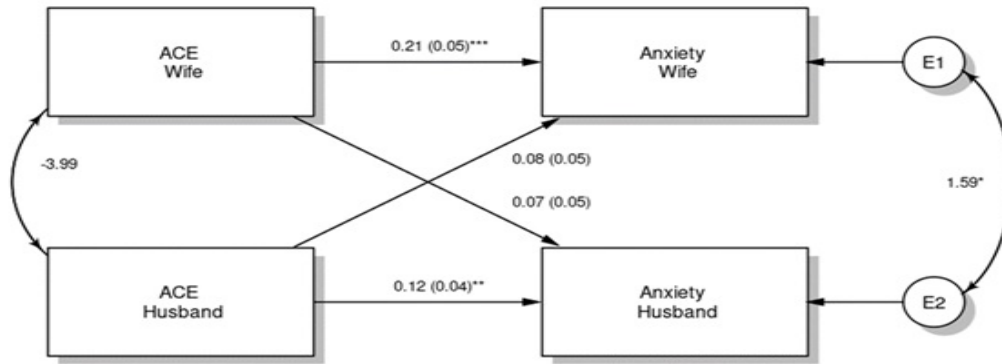 ACE
Wife
0.21 (0.05)***
Anxiety
Wife
E1
-3.99
0.08 (0.05)
0.07 (0.05)
1.59*
ACE
Husband
0.12 (0.04)**
Anxiety
Husband
E2